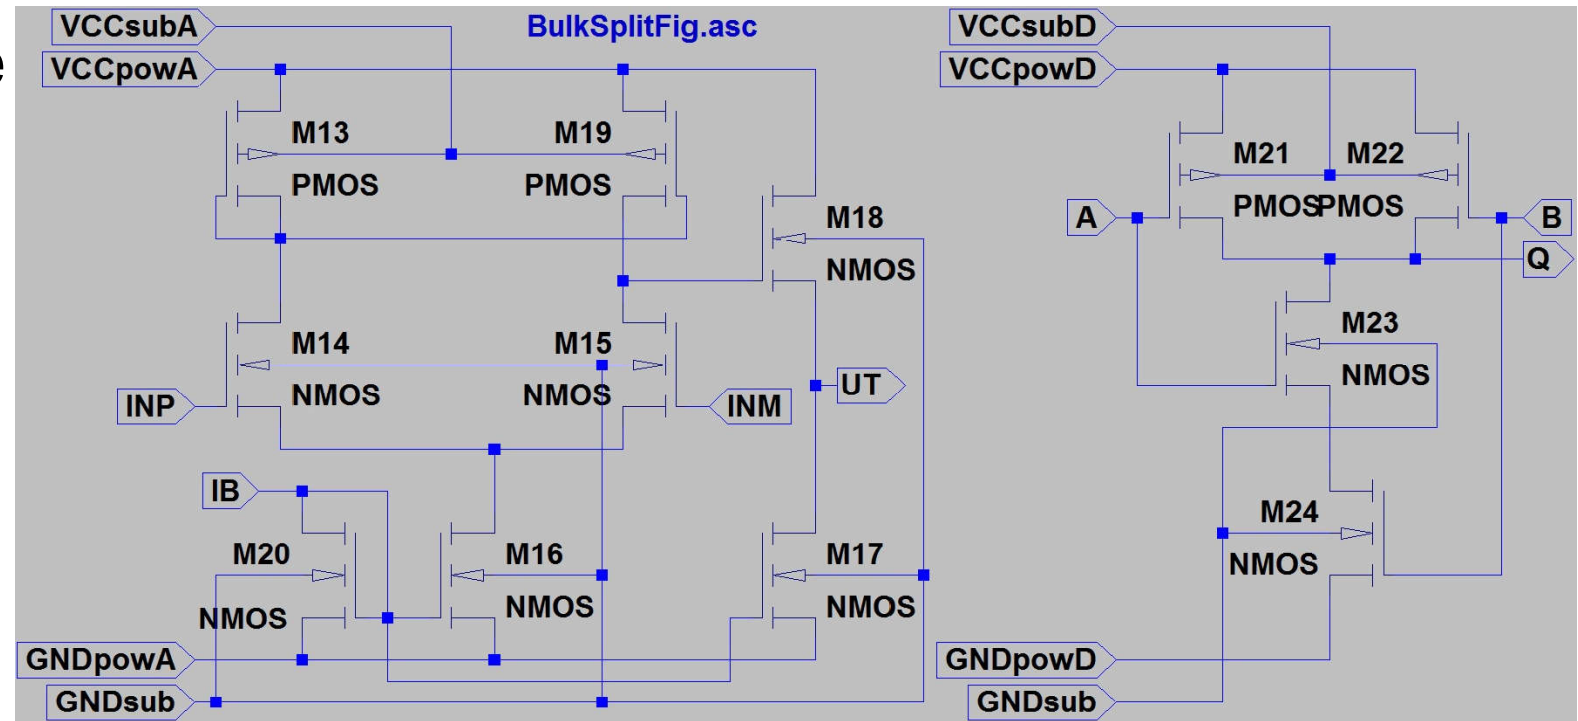 e
BulkSplitFig.asc
VCCsubA
VCCpowA
M13
PMOS
M19
PMOS
M18
NMOS
M14
NMOS
M15
NMOS
INP
INM
UT
IB
M20
NMOS
M16
NMOS
M17
NMOS
GNDpowA
GNDsub
VCCsubD
VCCpowD
M21
PMOS
M22
PMOS
A
B
Q
M23
NMOS
M24
NMOS
GNDpowD
GNDsub